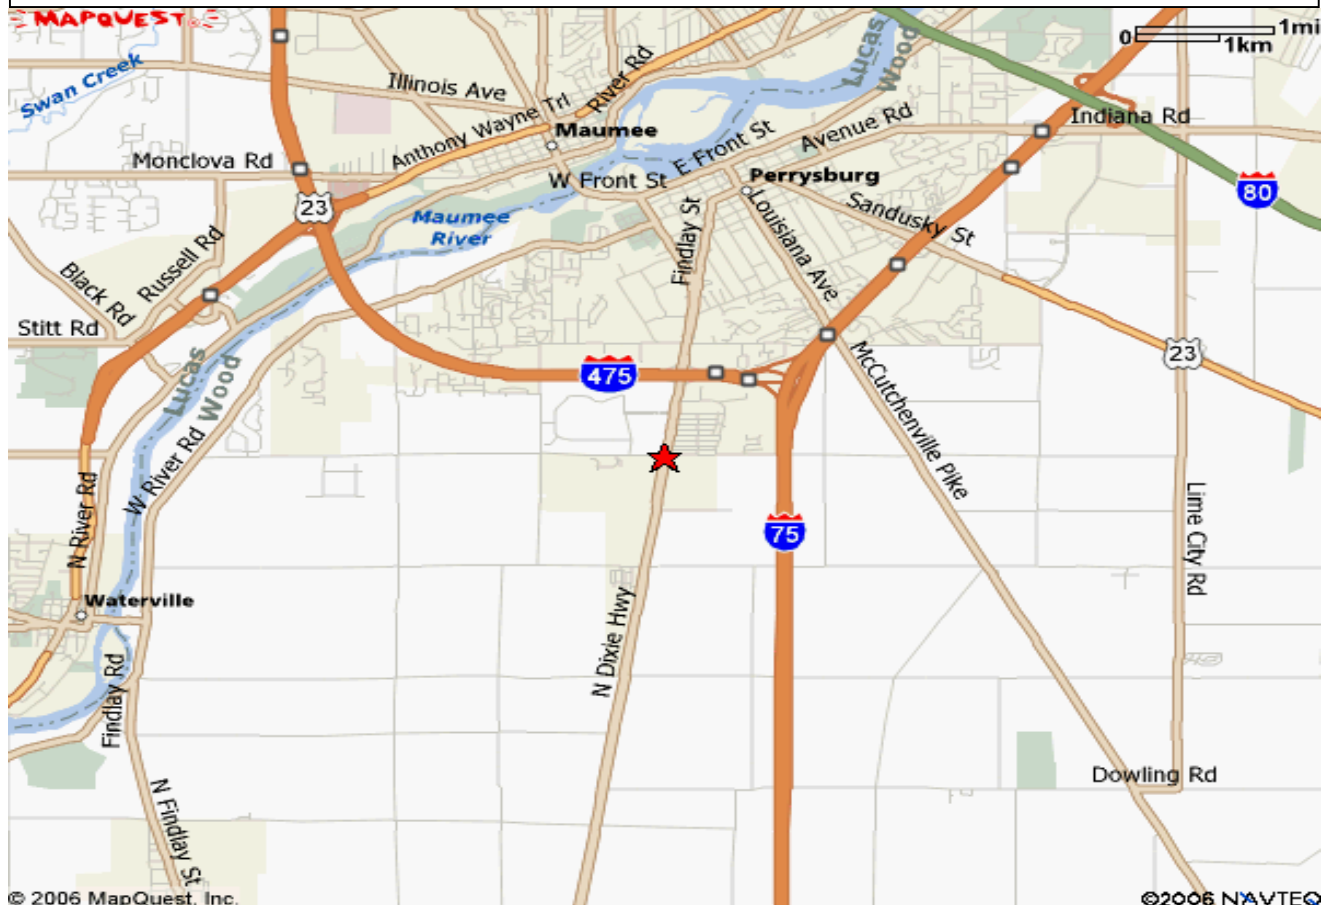 MAPQUEST
0 1mi
1km
Swan Creek
Illinois Ave
River Rd
Lucas
Wood
Anthony Wayne Trl
Maumee
Indiana Rd
Avenue Rd
Monclova Rd
E Front St
W Front St
Perrysburg
80
23
Maumee
River
Sandusky St
Louisiana Ave
Findlay St
Russell Rd
Black Rd
Stitt Rd
Lucas
Wood
475
23
McCutchenville Pike
W River Rd
N River Rd
75
Lime City Rd
Waterville
N Dixie Hwy
Findlay Rd
Dowling Rd
N Findlay St
© 2006 MapQuest, Inc.
©2006 NAVTEQ